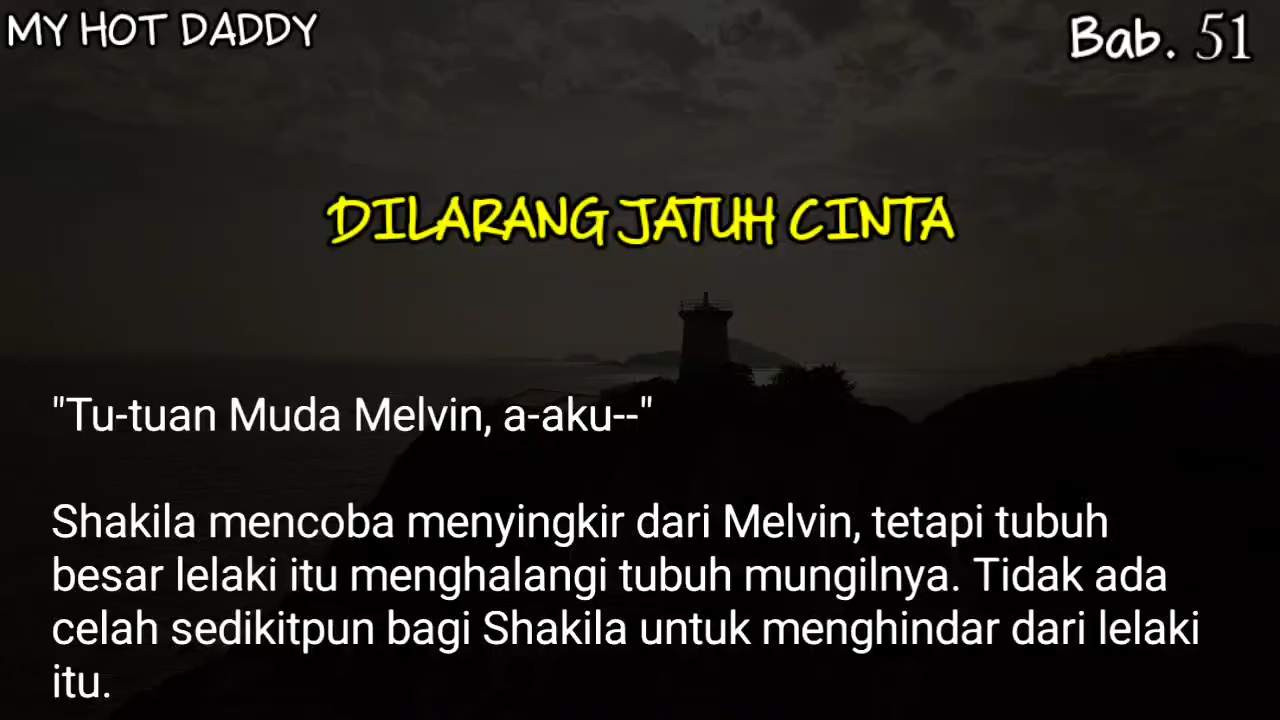 MY HOT DADDY
Bab. 51
DILARANG JATUH CINTA
"Tu-tuan Muda Melvin, a-aku--"
Shakila mencoba menyingkir dari Melvin, tetapi tubuh
besar lelaki itu menghalangi tubuh mungilnya. Tidak ada
celah sedikitpun bagi Shakila untuk menghindar dari lelaki
itu.